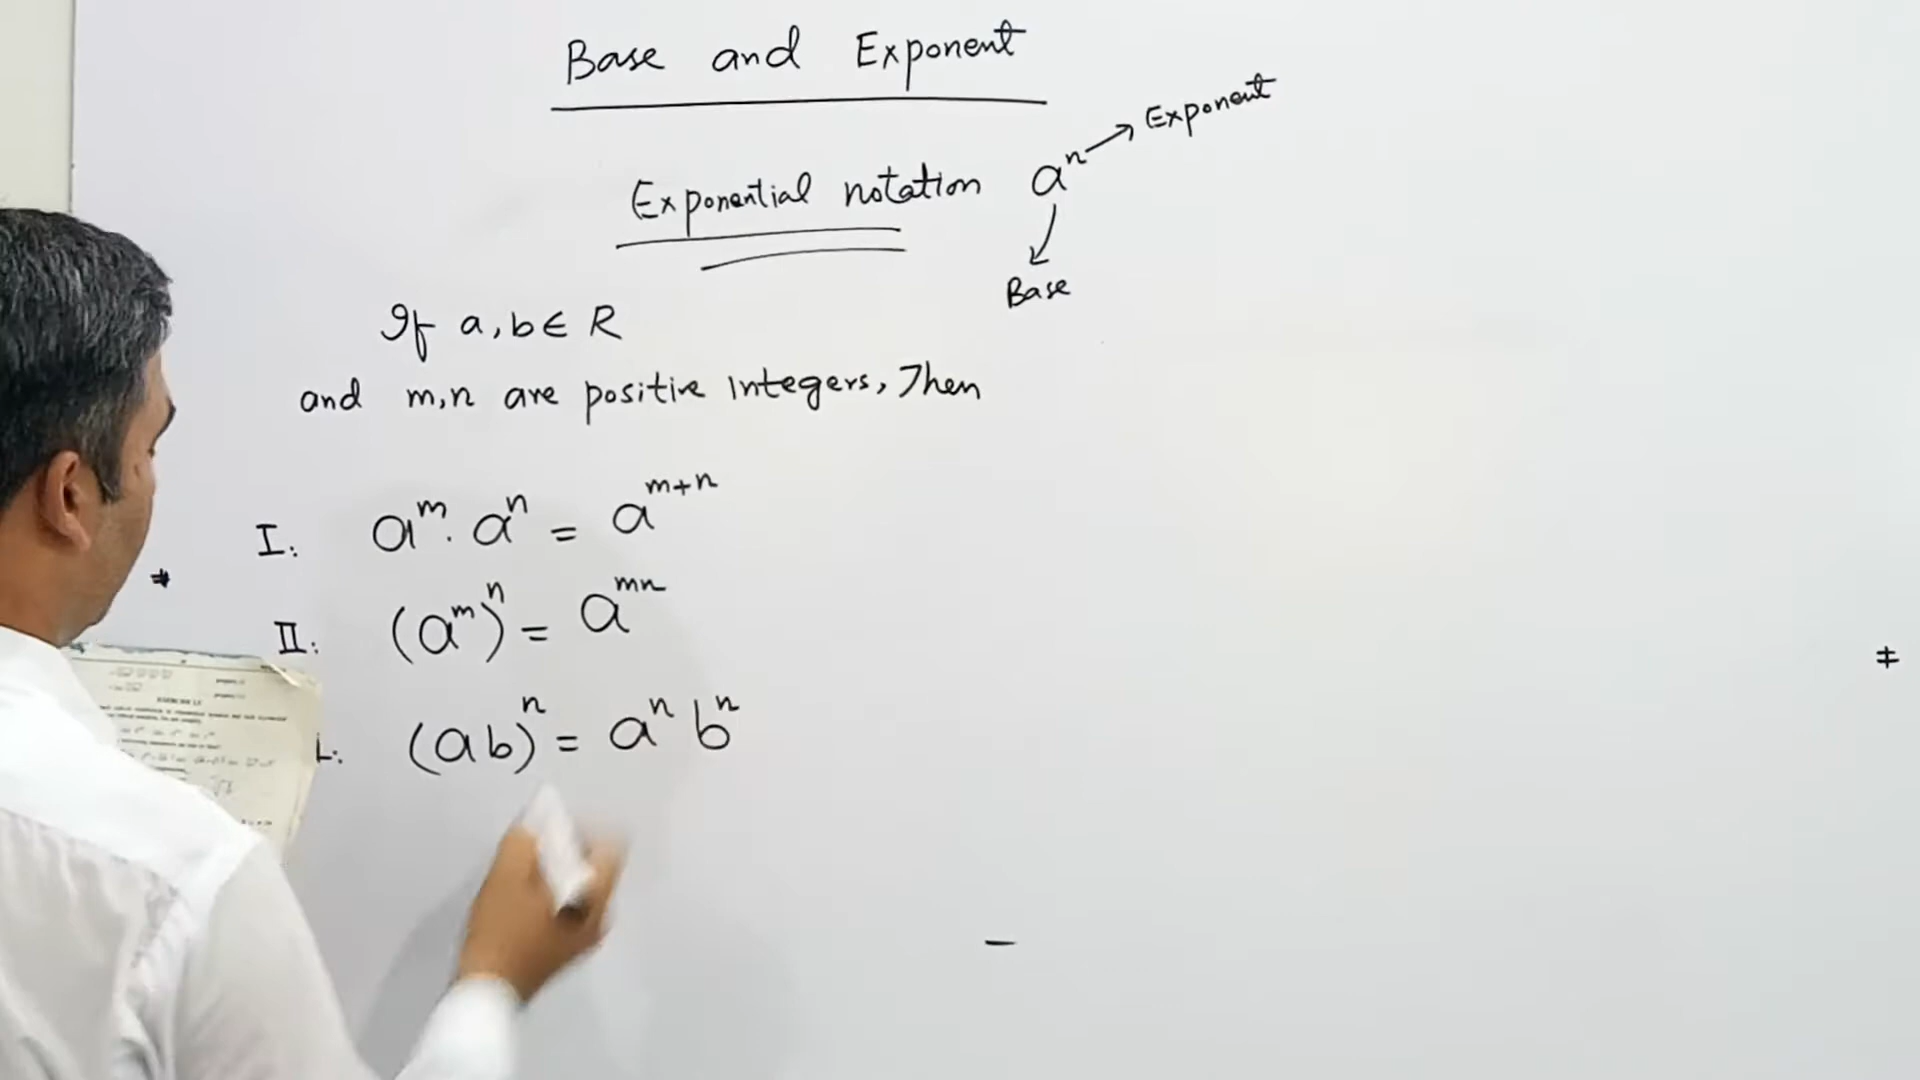 Base and Exponent
Exponential notation aⁿ → Exponent
Base
If a, b ∈ R
and m,n are positive integers, Then
I. aᵐ · aⁿ = aᵐ⁺ⁿ
II. (aᵐ)ⁿ = aᵐⁿ
(ab)ⁿ = aⁿ bⁿ